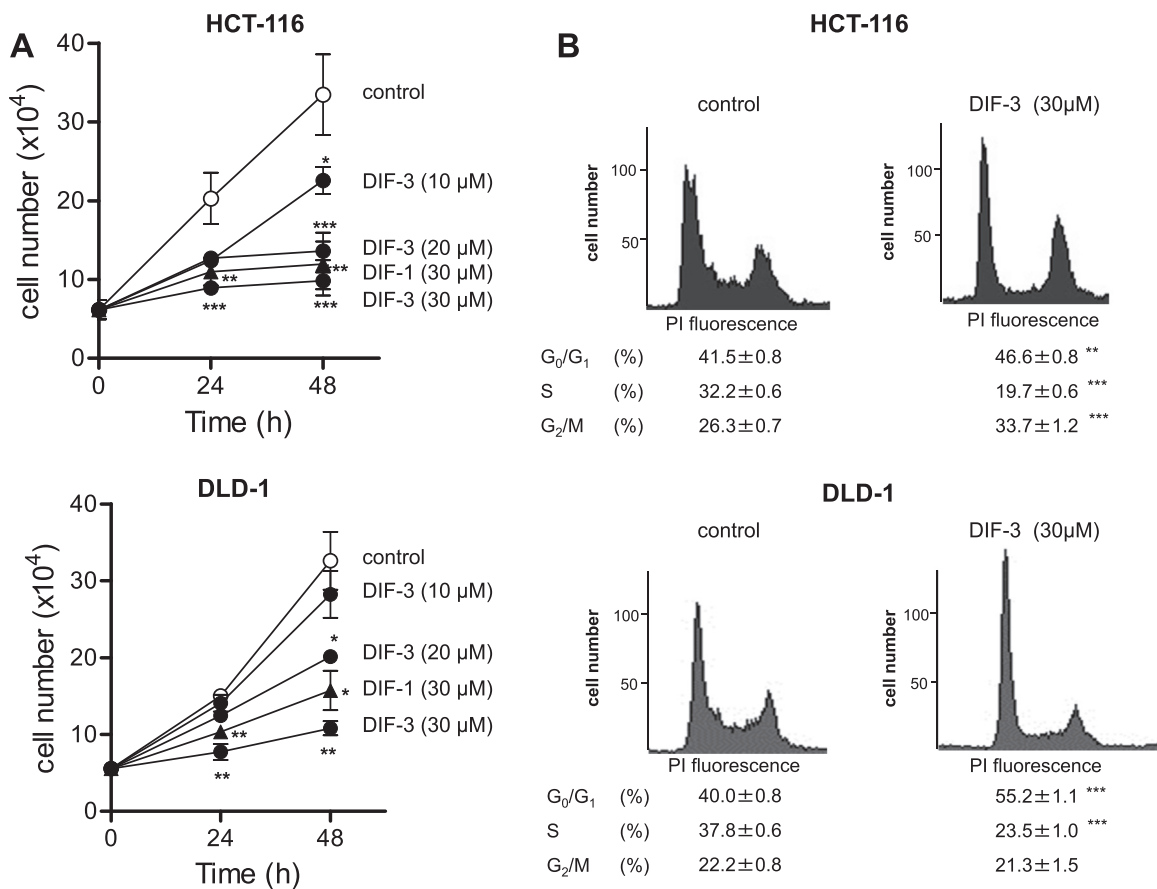 A
HCT-116
cell number (x10⁴)
40
30
20
10
0
0
24
48
Time (h)
control
*
DIF-3 (10 µM)
***
DIF-3 (20 µM)
DIF-1 (30 µM)
**
**
DIF-3 (30 µM)
***
***
DLD-1
cell number (x10⁴)
40
30
20
10
0
0
24
48
Time (h)
control
DIF-3 (10 µM)
*
DIF-3 (20 µM)
DIF-1 (30 µM)
*
**
DIF-3 (30 µM)
**
**
B
HCT-116
control
DIF-3 (30µM)
cell number
100
50
cell number
100
50
PI fluorescence
PI fluorescence
G₀/G₁ (%) 41.5±0.8 46.6±0.8 **
S (%) 32.2±0.6 19.7±0.6 ***
G₂/M (%) 26.3±0.7 33.7±1.2 ***
DLD-1
control
DIF-3 (30µM)
cell number
100
50
cell number
100
50
PI fluorescence
PI fluorescence
G₀/G₁ (%) 40.0±0.8 55.2±1.1 ***
S (%) 37.8±0.6 23.5±1.0 ***
G₂/M (%) 22.2±0.8 21.3±1.5